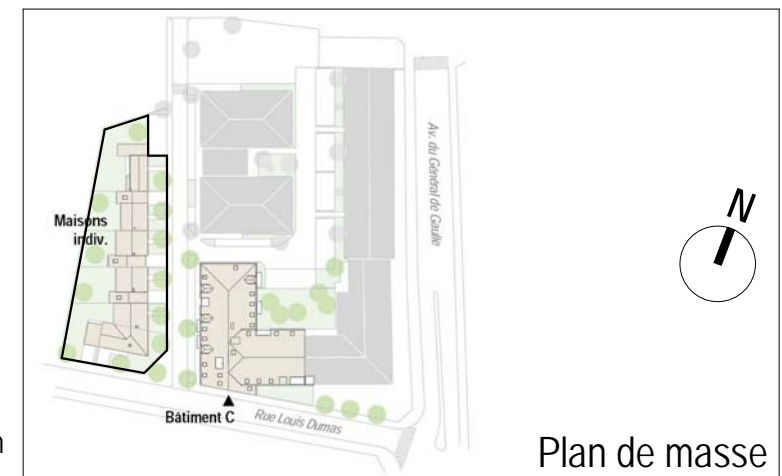 Av. du Général de Gaulle
N
Maisons
indiv.
Bâtiment C
Rue Louis Dumas
n
Plan de masse